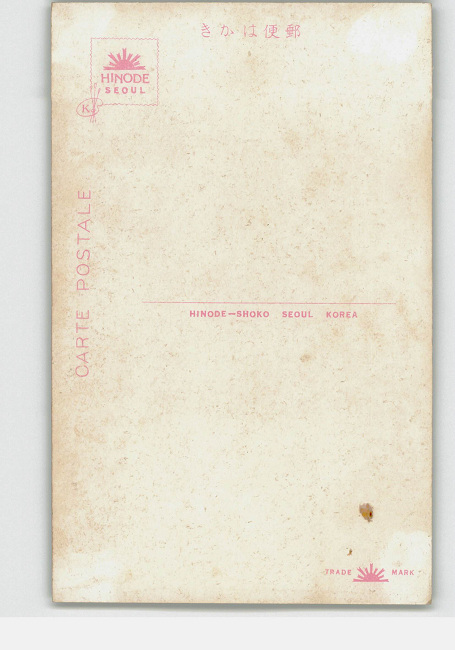 郵便はかき
HINODE
SEOUL
K
CARTE POSTALE
HINODE—SHOKO SEOUL KOREA
TRADE MARK